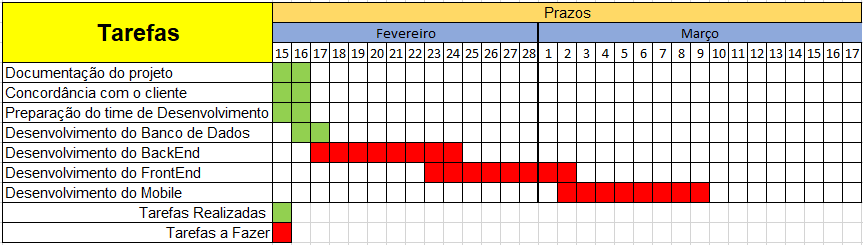 Tarefas
Prazos
Fevereiro Março
15 16 17 18 19 20 21 22 23 24 25 26 27 28 1 2 3 4 5 6 7 8 9 10 11 12 13 14 15 16 17
Documentação do projeto
Concordância com o cliente
Preparação do time de Desenvolvimento
Desenvolvimento do Banco de Dados
Desenvolvimento do BackEnd
Desenvolvimento do FrontEnd
Desenvolvimento do Mobile
Tarefas Realizadas
Tarefas a Fazer